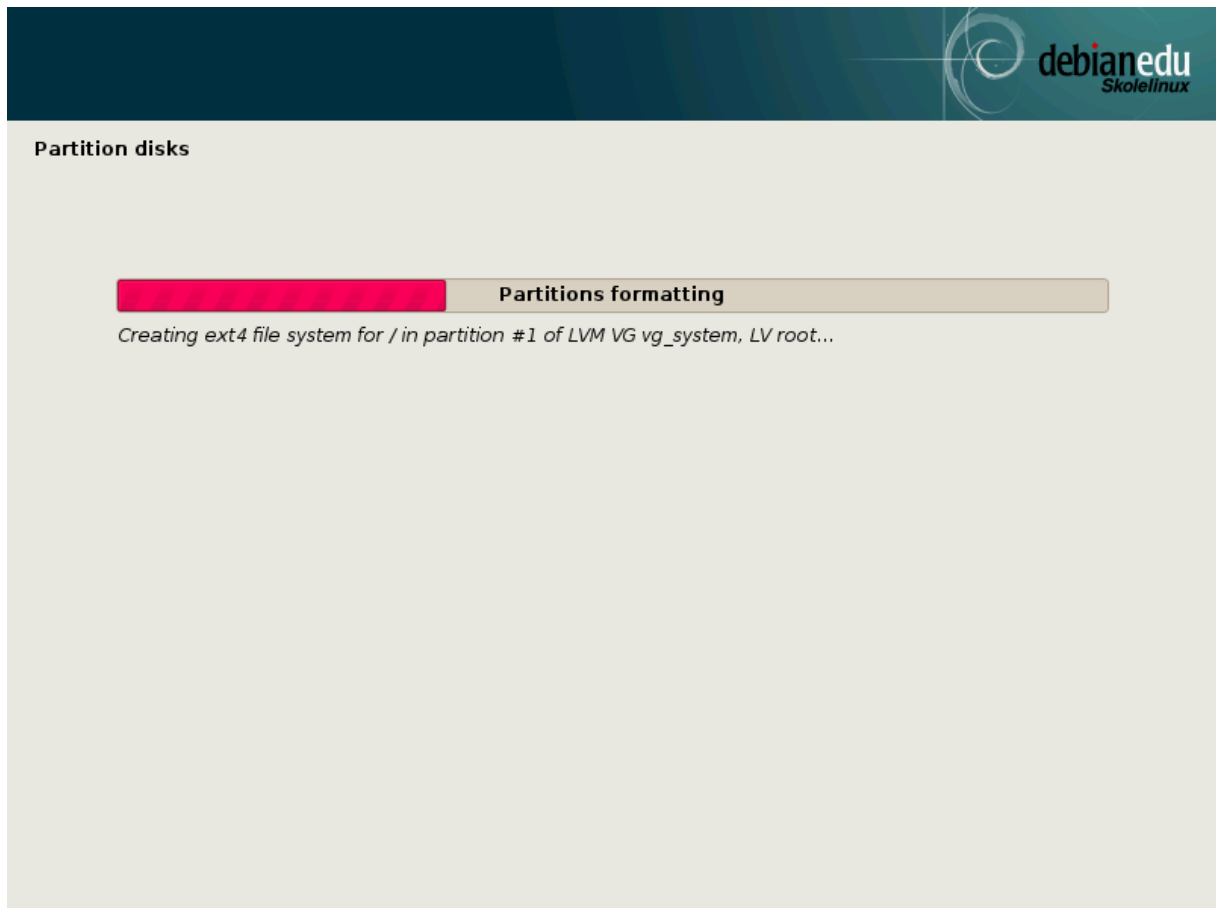 debianedu
Skolelinux
Partition disks
Partitions formatting
Creating ext4 file system for / in partition #1 of LVM VG vg_system, LV root...